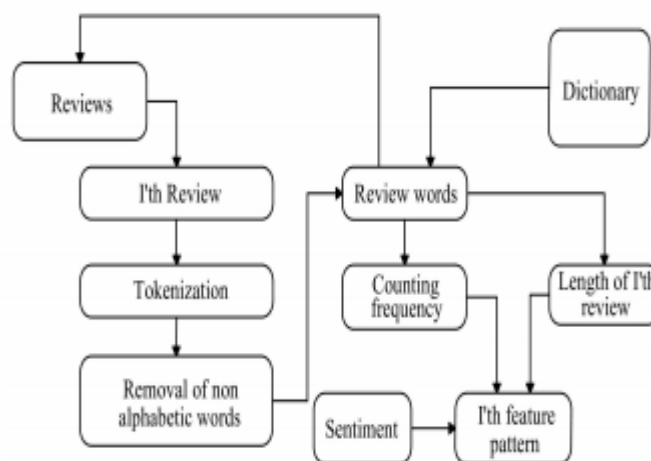 Reviews
Dictionary
I'th Review
Review words
Tokenization
Counting
frequency
Length of I'th
review
Removal of non
alphabetic words
Sentiment
I'th feature
pattern